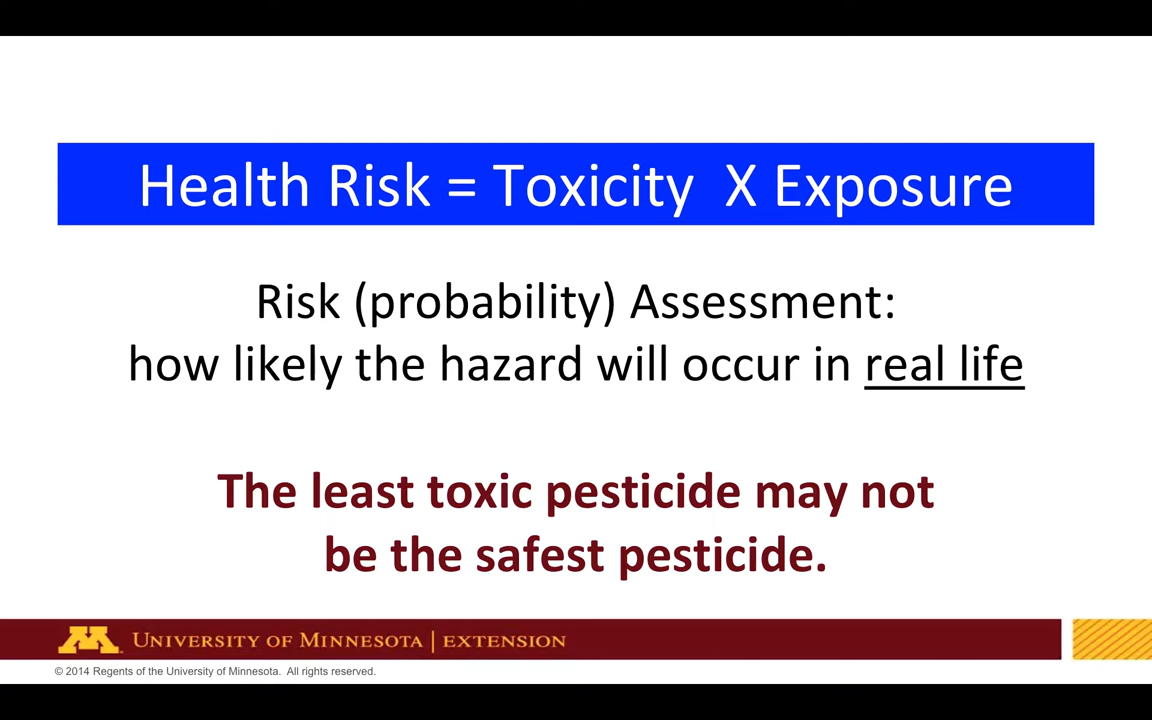 Health Risk = Toxicity X Exposure
Risk (probability) Assessment:
how likely the hazard will occur in real life
The least toxic pesticide may not
be the safest pesticide.
M UNIVERSITY OF MINNESOTA | EXTENSION
© 2014 Regents of the University of Minnesota. All rights reserved.